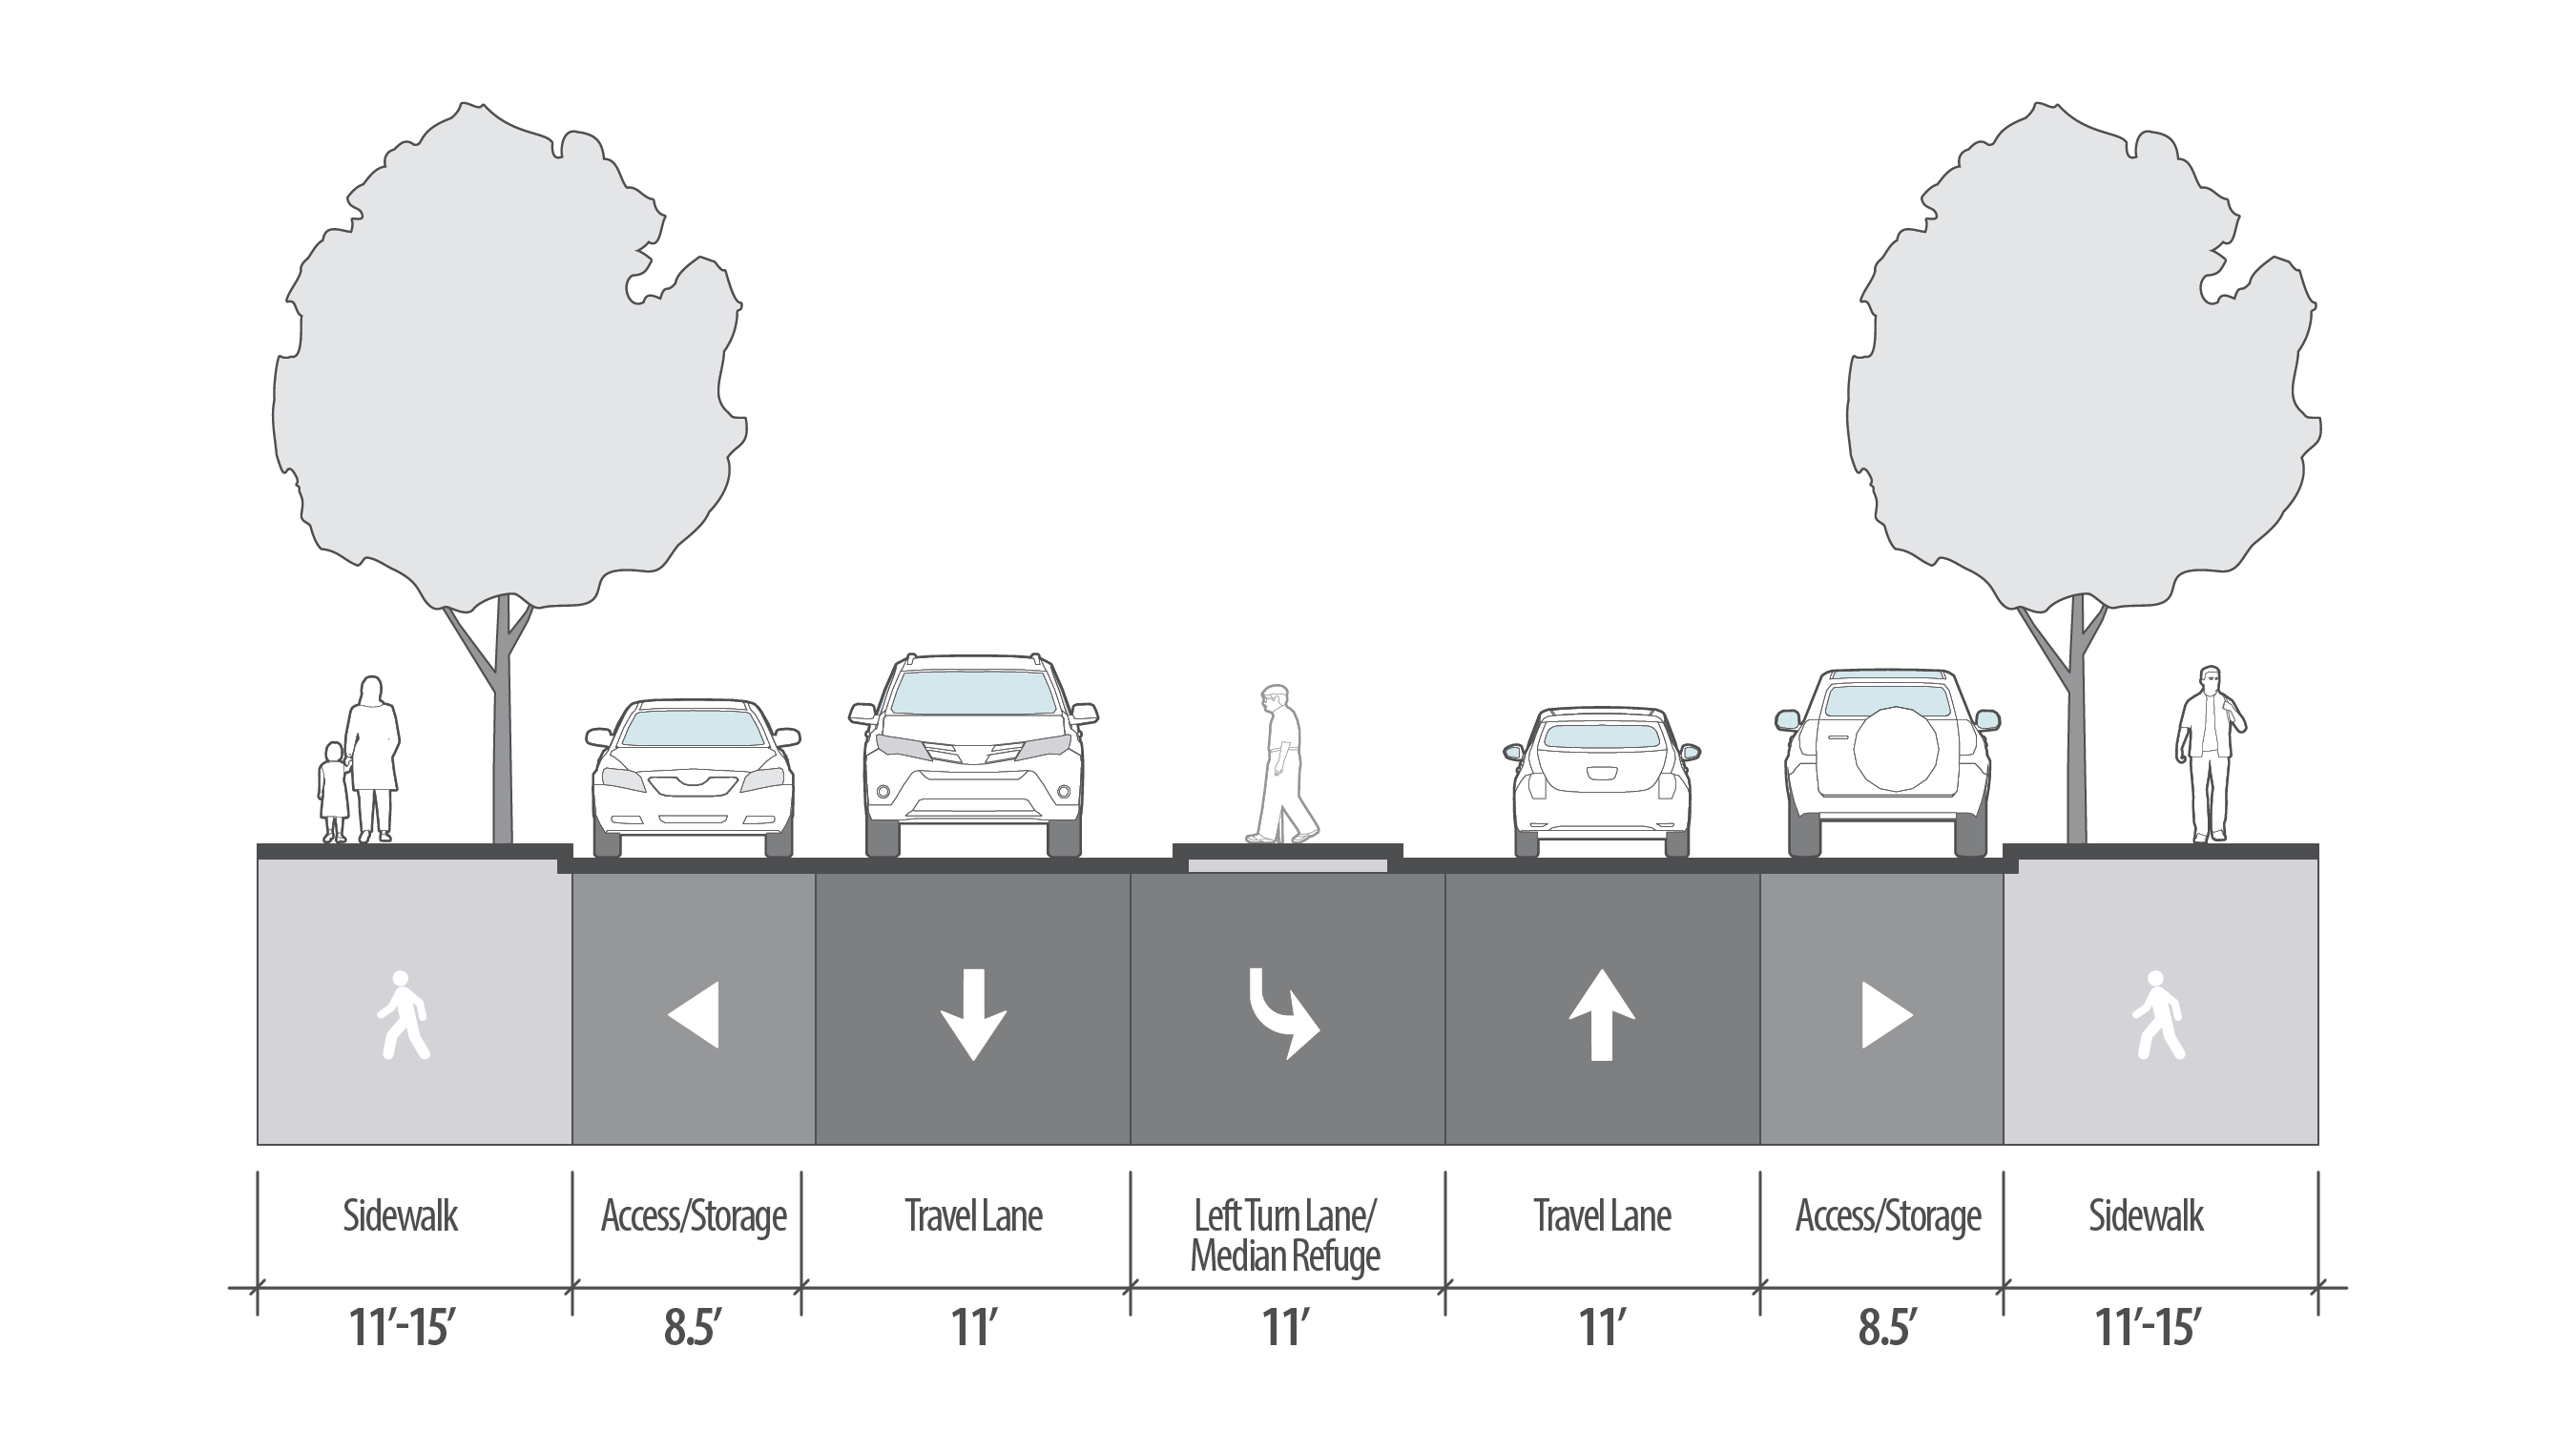 Sidewalk
Access/Storage
Travel Lane
Left Turn Lane/
Median Refuge
Travel Lane
Access/Storage
Sidewalk
11’-15’
8.5’
11’
11’
11’
8.5’
11’-15’